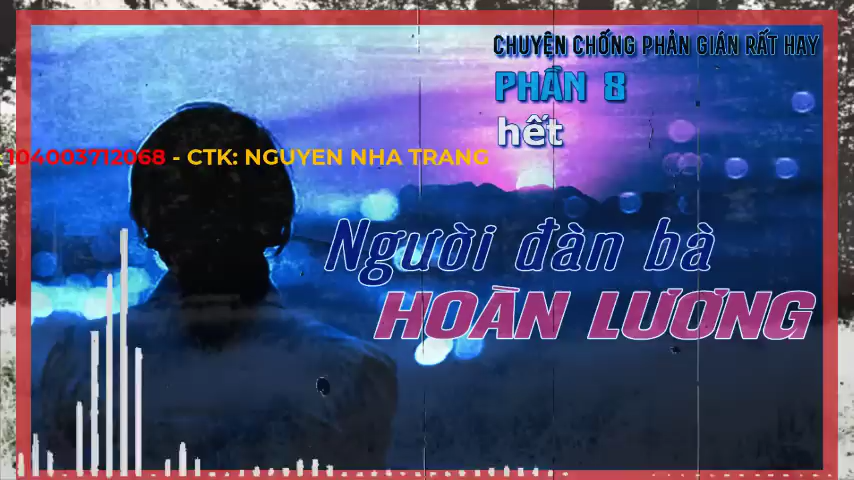 CHUYỆN CHỐNG PHẢN GIÁN RẤT HAY
PHẦN 8
hết
104003712068 - CTK: NGUYEN NHA TRANG
Người đàn bà
HOÀN LƯƠNG